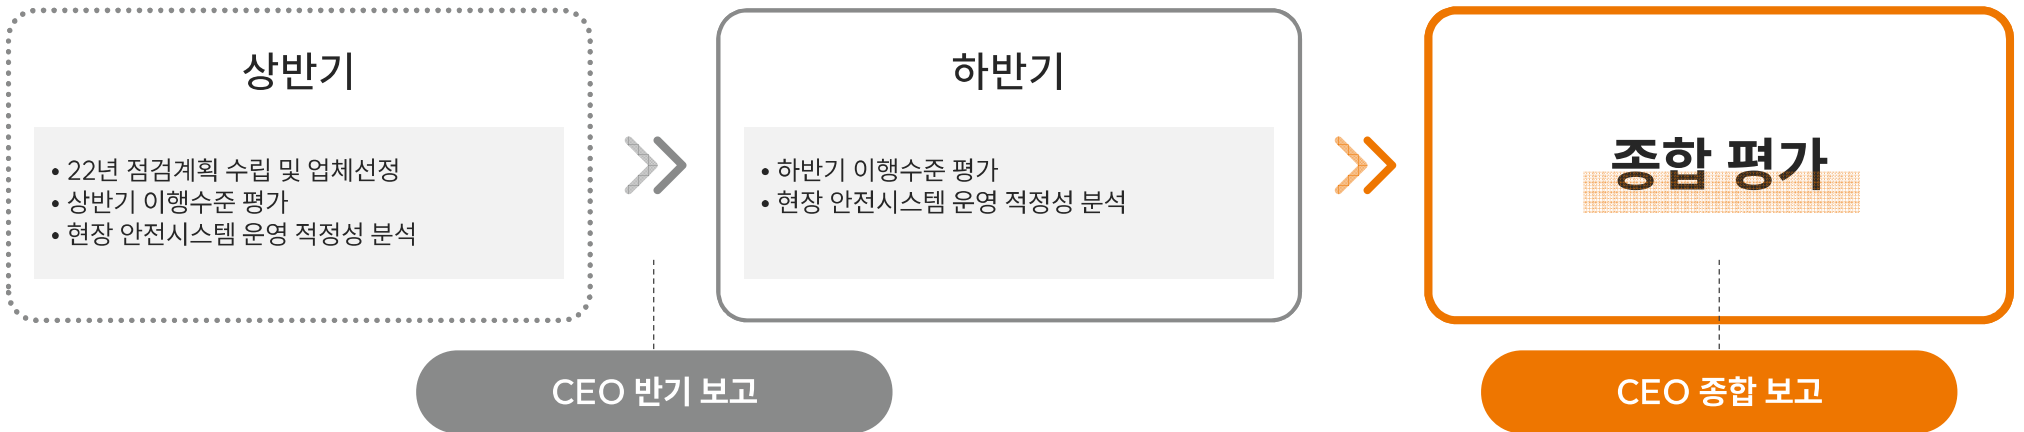 상반기
• 22년 점검계획 수립 및 업체선정
• 상반기 이행수준 평가
• 현장 안전시스템 운영 적정성 분석
하반기
• 하반기 이행수준 평가
• 현장 안전시스템 운영 적정성 분석
종합 평가
CEO 반기 보고
CEO 종합 보고